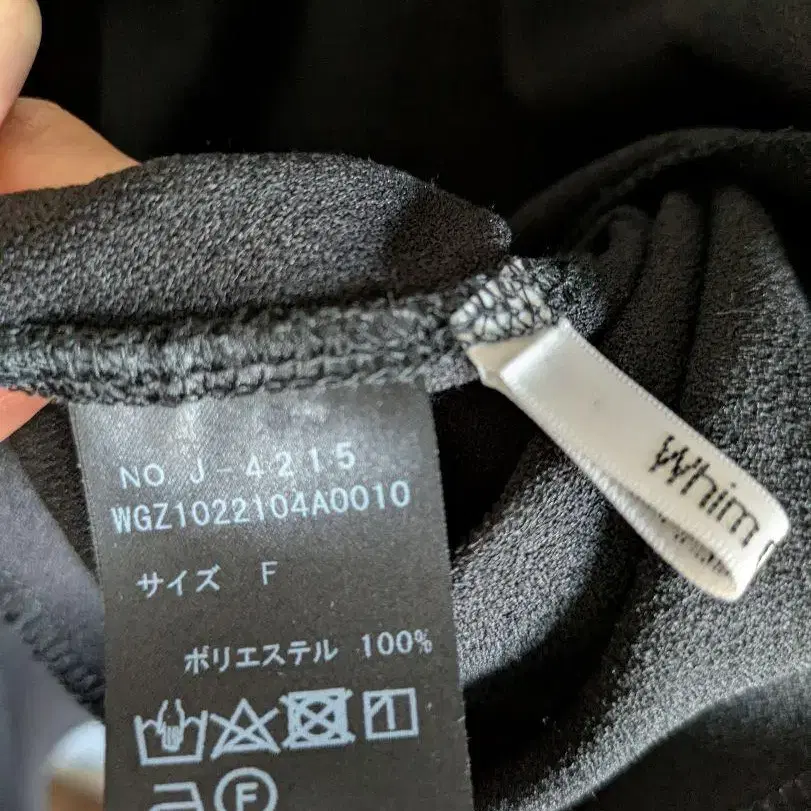 NO J-4215
WGZ1022104A0010
サイズ F
ポリエステル 100%
F
Whim